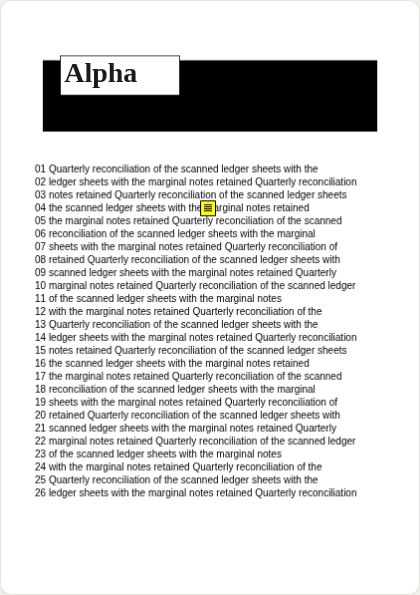 Alpha
01 Quarterly reconciliation of the scanned ledger sheets with the
02 ledger sheets with the marginal notes retained Quarterly reconciliation
03 notes retained Quarterly reconciliation of the scanned ledger sheets
04 the scanned ledger sheets with the marginal notes retained
05 the marginal notes retained Quarterly reconciliation of the scanned
06 reconciliation of the scanned ledger sheets with the marginal
07 sheets with the marginal notes retained Quarterly reconciliation of
08 retained Quarterly reconciliation of the scanned ledger sheets with
09 scanned ledger sheets with the marginal notes retained Quarterly
10 marginal notes retained Quarterly reconciliation of the scanned ledger
11 of the scanned ledger sheets with the marginal notes
12 with the marginal notes retained Quarterly reconciliation of the
13 Quarterly reconciliation of the scanned ledger sheets with the
14 ledger sheets with the marginal notes retained Quarterly reconciliation
15 notes retained Quarterly reconciliation of the scanned ledger sheets
16 the scanned ledger sheets with the marginal notes retained
17 the marginal notes retained Quarterly reconciliation of the scanned
18 reconciliation of the scanned ledger sheets with the marginal
19 sheets with the marginal notes retained Quarterly reconciliation of
20 retained Quarterly reconciliation of the scanned ledger sheets with
21 scanned ledger sheets with the marginal notes retained Quarterly
22 marginal notes retained Quarterly reconciliation of the scanned ledger
23 of the scanned ledger sheets with the marginal notes
24 with the marginal notes retained Quarterly reconciliation of the
25 Quarterly reconciliation of the scanned ledger sheets with the
26 ledger sheets with the marginal notes retained Quarterly reconciliation